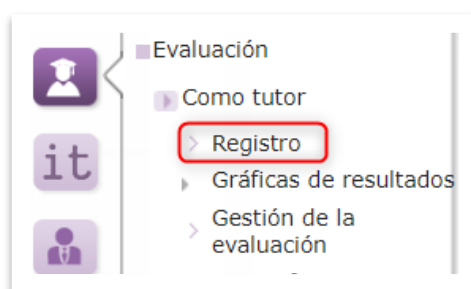 Evaluación
Como tutor
Registro
it
Gráficas de resultados
Gestión de la
evaluación